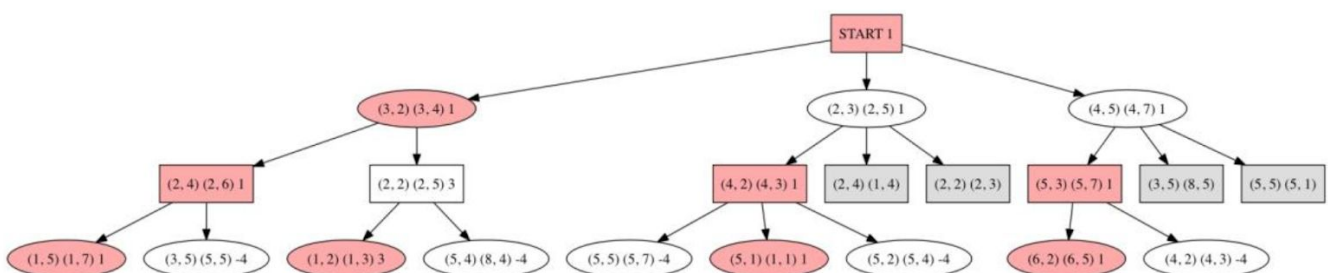 START 1
(3, 2) (3, 4) 1
(2, 3) (2, 5) 1
(4, 5) (4, 7) 1
(2, 4) (2, 6) 1
(2, 2) (2, 5) 3
(4, 2) (4, 3) 1
(2, 4) (1, 4)
(2, 2) (2, 3)
(5, 3) (5, 7) 1
(3, 5) (8, 5)
(5, 5) (5, 1)
(1, 5) (1, 7) 1
(3, 5) (5, 5) -4
(1, 2) (1, 3) 3
(5, 4) (8, 4) -4
(5, 5) (5, 7) -4
(5, 1) (1, 1) 1
(5, 2) (5, 4) -4
(6, 2) (6, 5) 1
(4, 2) (4, 3) -4